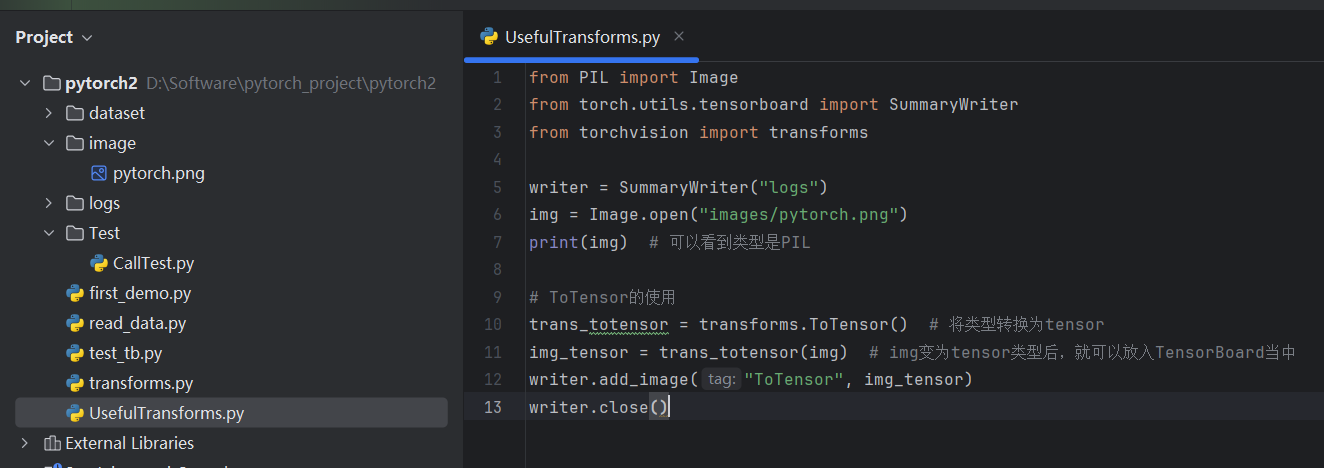 Project
pytorch2 D:\Software\pytorch_project\pytorch2
dataset
image
pytorch.png
logs
Test
CallTest.py
first_demo.py
read_data.py
test_tb.py
transforms.py
UsefulTransforms.py
External Libraries
UsefulTransforms.py
1 from PIL import Image
2 from torch.utils.tensorboard import SummaryWriter
3 from torchvision import transforms
4
5 writer = SummaryWriter("logs")
6 img = Image.open("images/pytorch.png")
7 print(img)  # 可以看到类型是PIL
8
9 # ToTensor的使用
10 trans_totensor = transforms.ToTensor()  # 将类型转换为tensor
11 img_tensor = trans_totensor(img)  # img变为tensor类型后，就可以放入TensorBoard当中
12 writer.add_image( tag: "ToTensor", img_tensor)
13 writer.close()